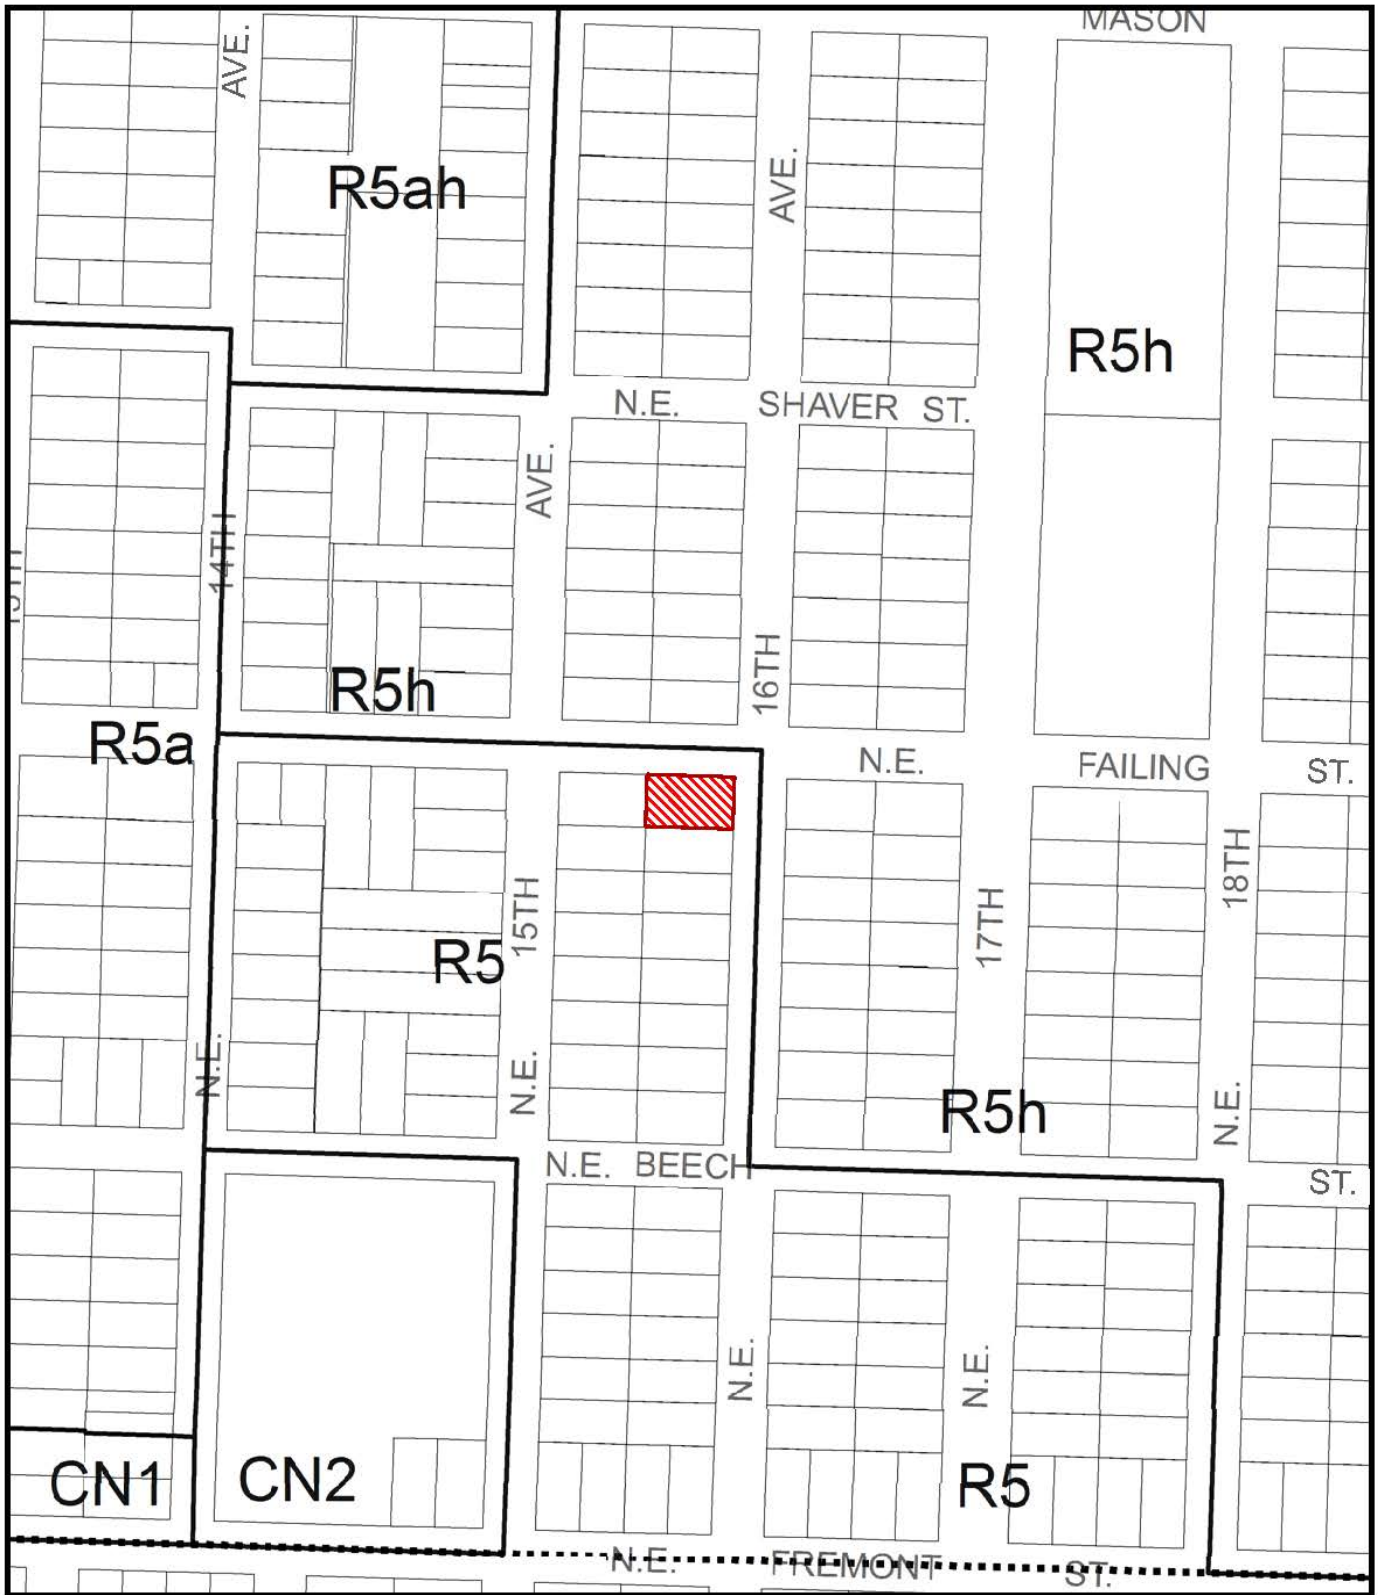 MASON
AVE.
R5ah
AVE.
R5h
N.E. SHAVER ST.
AVE.
14TH
16TH
R5h
R5a
N.E. FAILING ST.
18TH
15TH
17TH
R5
N.E.
N.E.
N.E.
R5h
N.E. BEECH ST.
N.E.
N.E.
CN1
CN2
R5
N.E. FREMONT ST.